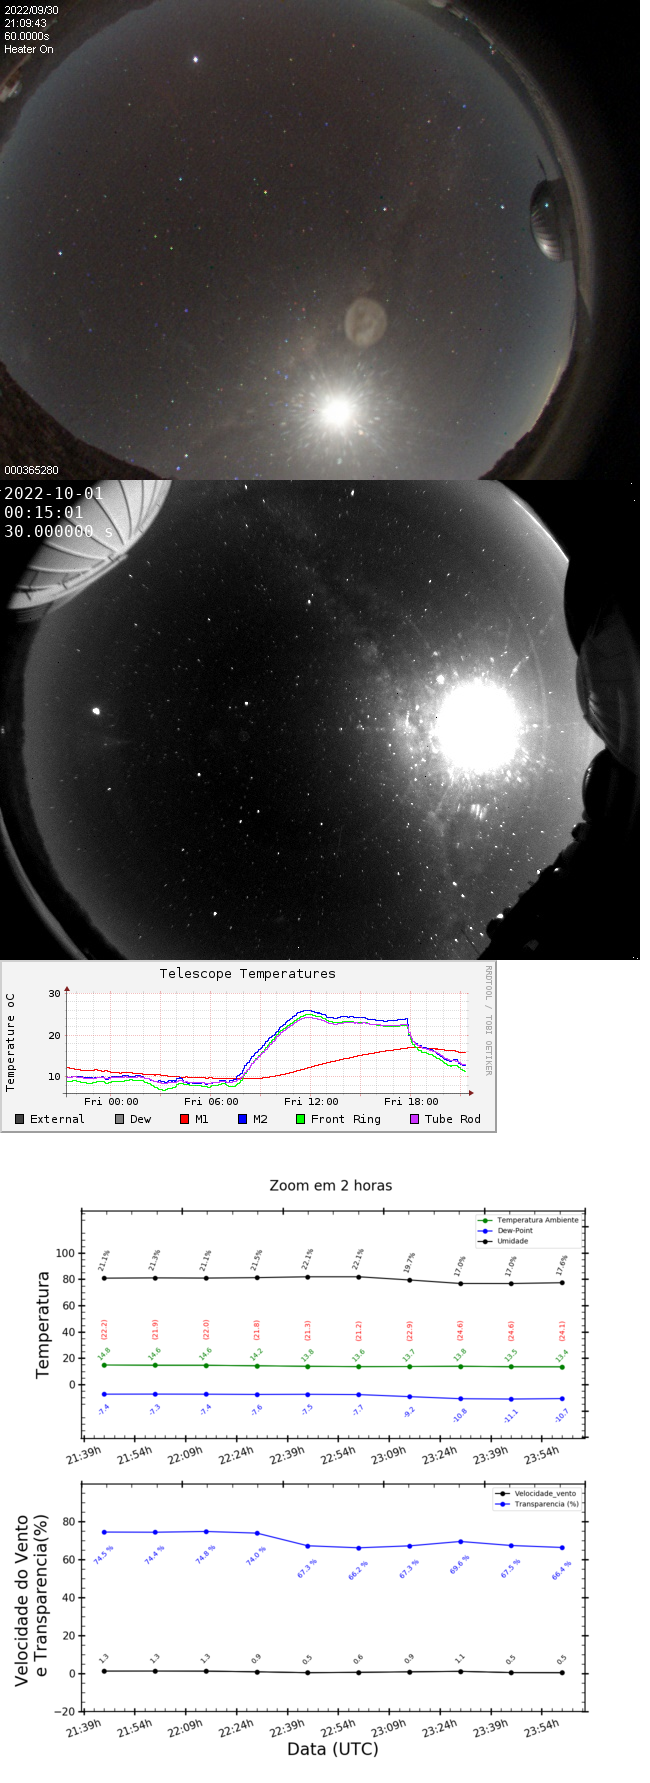 2022/09/30
21:09:43
60.0000s
Heater On
000365280
2022-10-01
00:15:01
30.000000 s
Telescope Temperatures
RRDTOOL / TOBI OETIKER
Temperature oC
30
20
10
Fri 00:00 Fri 06:00 Fri 12:00 Fri 18:00
External Dew M1 M2 Front Ring Tube Rod
Zoom em 2 horas
Temperatura Ambiente
Dew-Point
Umidade
Temperatura
100
80
60
40
20
0
21.1% 21.3% 21.1% 21.5% 22.1% 22.1% 19.7% 17.0% 17.0% 17.6%
(22.2) (21.9) (22.0) (21.8) (21.3) (21.2) (22.9) (24.6) (24.6) (24.1)
14.8 14.6 14.6 14.2 13.8 13.6 13.7 13.8 13.5 13.4
-7.4 -7.3 -7.4 -7.6 -7.5 -7.7 -9.2 -10.8 -11.1 -10.7
21:39h 21:54h 22:09h 22:24h 22:39h 22:54h 23:09h 23:24h 23:39h 23:54h
Velocidade_vento
Transparencia (%)
Velocidade do Vento
e Transparencia(%)
80
60
40
20
0
−20
74.5 % 74.4 % 74.8 % 74.0 % 67.3 % 66.2 % 67.3 % 69.6 % 67.5 % 66.4 %
1.3 1.3 1.3 0.9 0.5 0.6 0.9 1.1 0.5 0.5
21:39h 21:54h 22:09h 22:24h 22:39h 22:54h 23:09h 23:24h 23:39h 23:54h
Data (UTC)